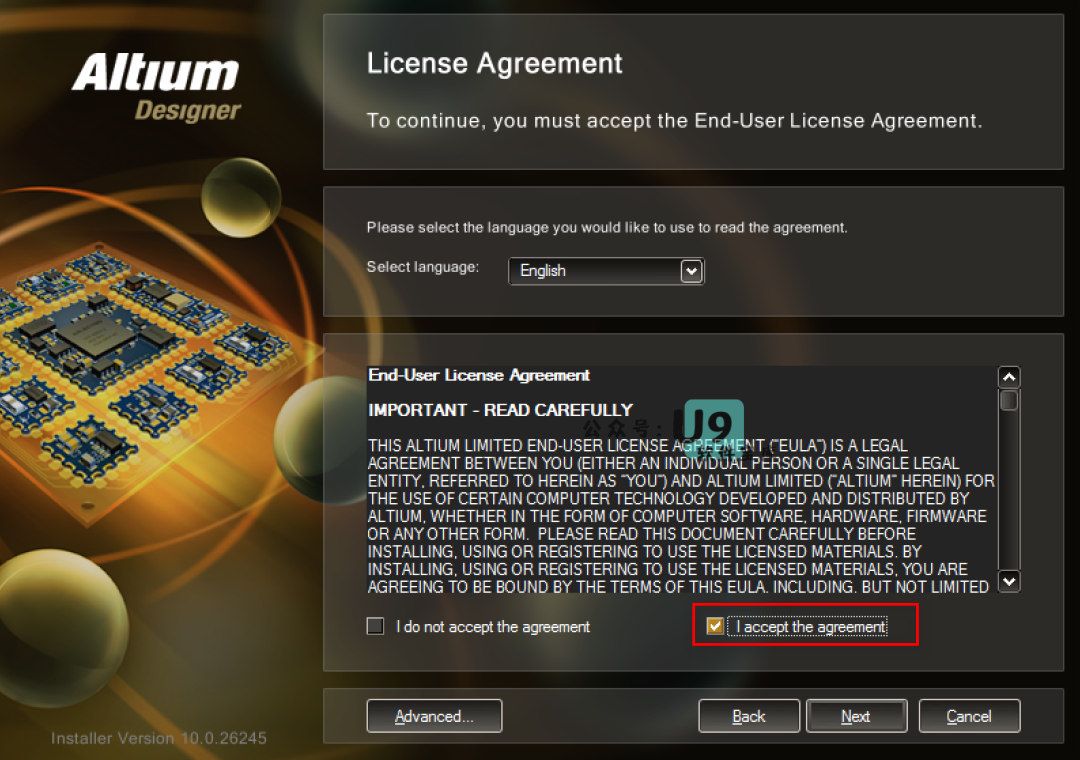 Altium
Designer
License Agreement
To continue, you must accept the End-User License Agreement.
Please select the language you would like to use to read the agreement.
Select language:
English
End-User License Agreement
IMPORTANT - READ CAREFULLY
公众号：
U9
THIS ALTIUM LIMITED END-USER LICENSE AGREEMENT ("EULA") IS A LEGAL
AGREEMENT BETWEEN YOU (EITHER AN INDIVIDUAL PERSON OR A SINGLE LEGAL
ENTITY, REFERRED TO HEREIN AS "YOU") AND ALTIUM LIMITED ("ALTIUM" HEREIN) FOR
THE USE OF CERTAIN COMPUTER TECHNOLOGY DEVELOPED AND DISTRIBUTED BY
ALTIUM, WHETHER IN THE FORM OF COMPUTER SOFTWARE, HARDWARE, FIRMWARE
OR ANY OTHER FORM.  PLEASE READ THIS DOCUMENT CAREFULLY BEFORE
INSTALLING, USING OR REGISTERING TO USE THE LICENSED MATERIALS. BY
INSTALLING, USING OR REGISTERING TO USE THE LICENSED MATERIALS, YOU ARE
AGREEING TO BE BOUND BY THE TERMS OF THIS EULA, INCLUDING, BUT NOT LIMITED
I do not accept the agreement
I accept the agreement
Advanced...
Back
Next
Cancel
Installer Version 10.0.26245